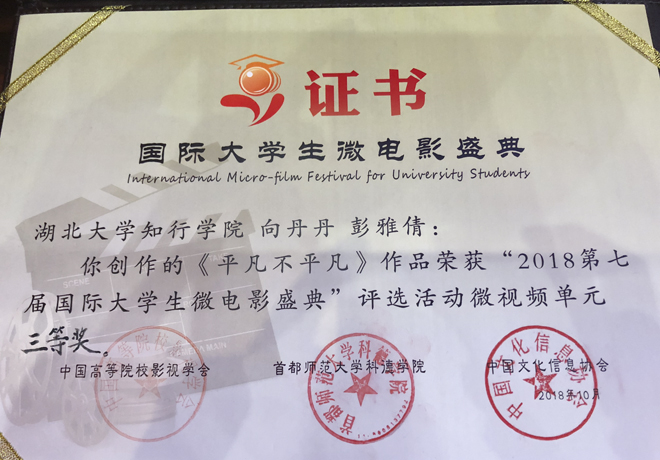 证书
国际大学生微电影盛典
International Micro-film Festival for University Students
湖北大学知行学院 向丹丹 彭雅倩：
你创作的《平凡不平凡》作品荣获“2018第七
届国际大学生微电影盛典”评选活动微视频单元
三等奖。
中国高等院校影视学会 首都师范大学科德学院 中国文化信息协会
2018年10月